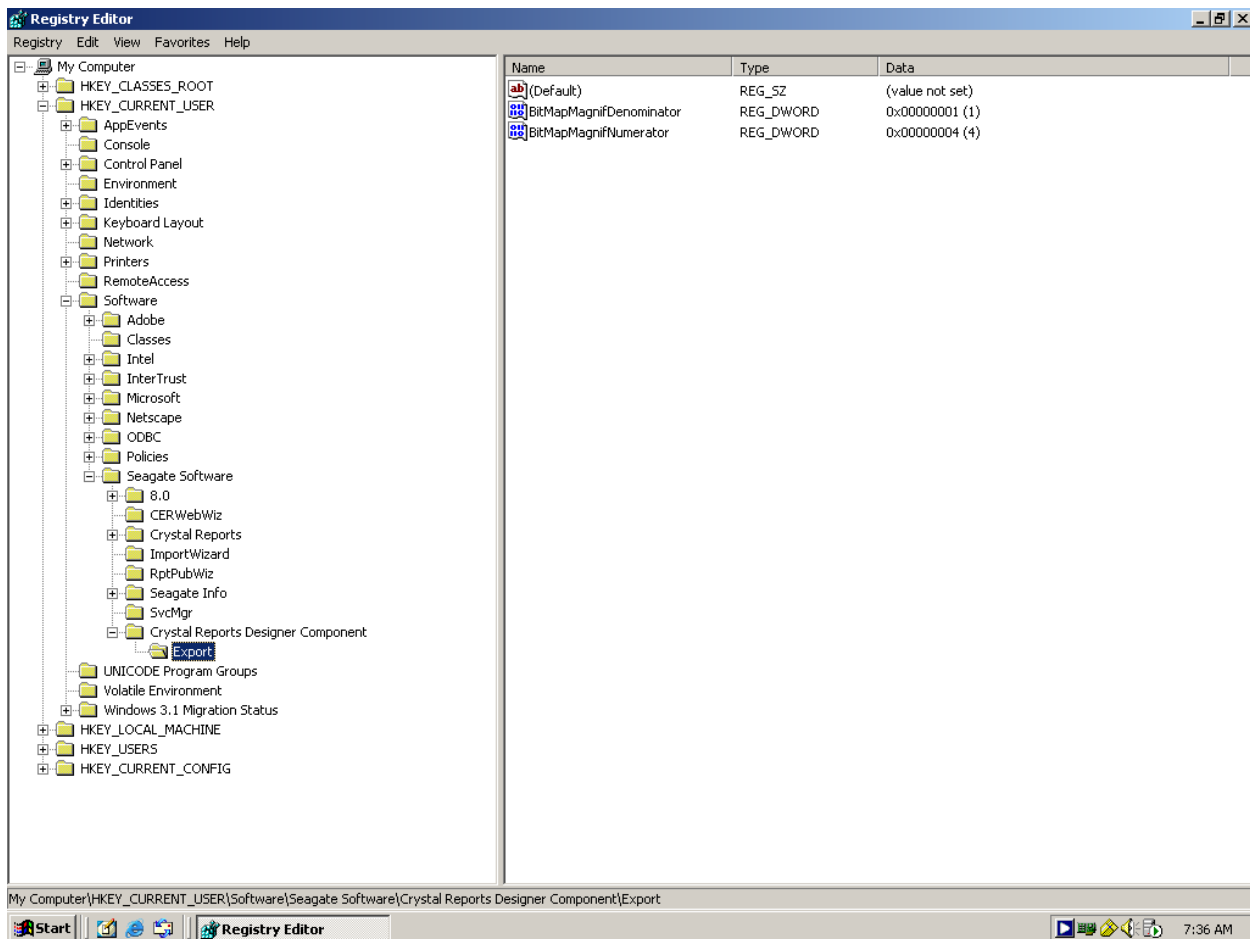 Registry Editor
Registry Edit View Favorites Help
My Computer
HKEY_CLASSES_ROOT
HKEY_CURRENT_USER
AppEvents
Console
Control Panel
Environment
Identities
Keyboard Layout
Network
Printers
RemoteAccess
Software
Adobe
Classes
Intel
InterTrust
Microsoft
Netscape
ODBC
Policies
Seagate Software
8.0
CERWebWiz
Crystal Reports
ImportWizard
RptPubWiz
Seagate Info
SvcMgr
Crystal Reports Designer Component
Export
UNICODE Program Groups
Volatile Environment
Windows 3.1 Migration Status
HKEY_LOCAL_MACHINE
HKEY_USERS
HKEY_CURRENT_CONFIG
Name Type Data
(Default) REG_SZ (value not set)
BitMapMagnifDenominator REG_DWORD 0x00000001 (1)
BitMapMagnifNumerator REG_DWORD 0x00000004 (4)
My Computer\HKEY_CURRENT_USER\Software\Seagate Software\Crystal Reports Designer Component\Export
Start Registry Editor 7:36 AM